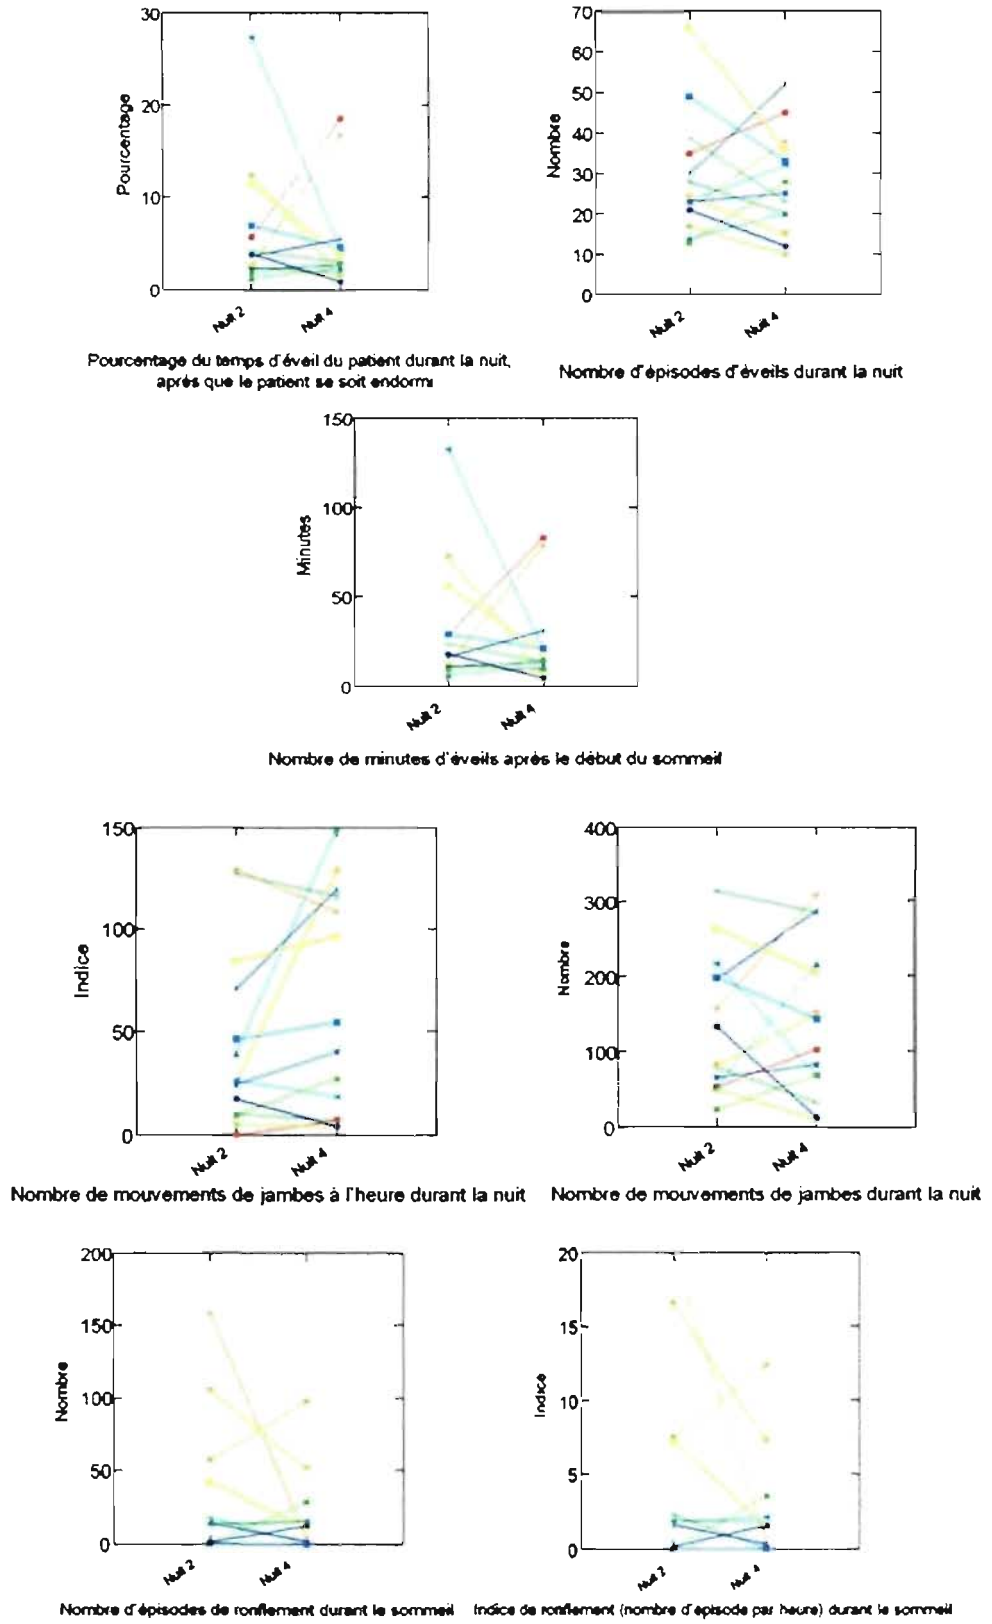 30
20
10
0
Pourcentage
Nuit 2
Nuit 4
Pourcentage du temps d'éveil du patient durant la nuit,
après que le patient se soit endormi
70
60
50
40
30
20
10
0
Nombre
Nuit 2
Nuit 4
Nombre d'épisodes d'éveils durant la nuit
150
100
50
0
Minutes
Nuit 2
Nuit 4
Nombre de minutes d'éveils après le début du sommeil
150
100
50
0
Indice
Nuit 2
Nuit 4
Nombre de mouvements de jambes à l'heure durant la nuit
400
300
200
100
0
Nombre
Nuit 2
Nuit 4
Nombre de mouvements de jambes durant la nuit
200
150
100
50
0
Nombre
Nuit 2
Nuit 4
Nombre d'épisodes de ronflement durant le sommeil
20
15
10
5
0
Indice
Nuit 2
Nuit 4
Indice de ronflement (nombre d'épisode par heure) durant le sommeil